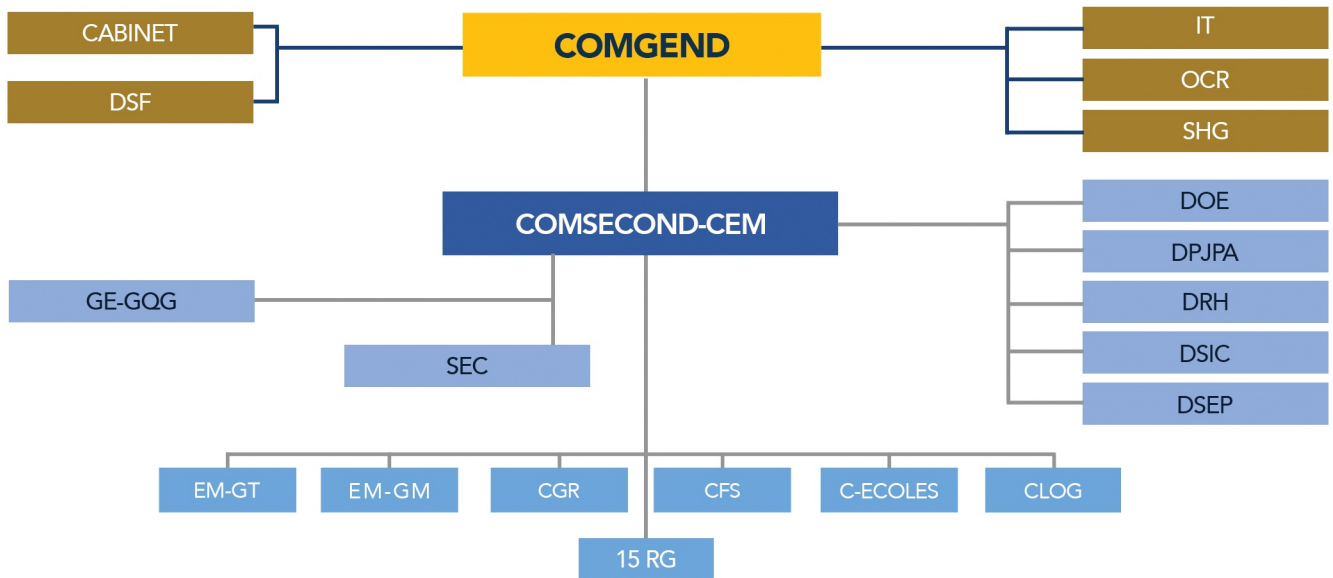 CABINET
COMGEND
IT
DSF
OCR
SHG
COMSECOND-CEM
DOE
DPJPA
GE-GQG
DRH
SEC
DSIC
DSEP
EM-GT
EM-GM
CGR
CFS
C-ECOLES
CLOG
15 RG